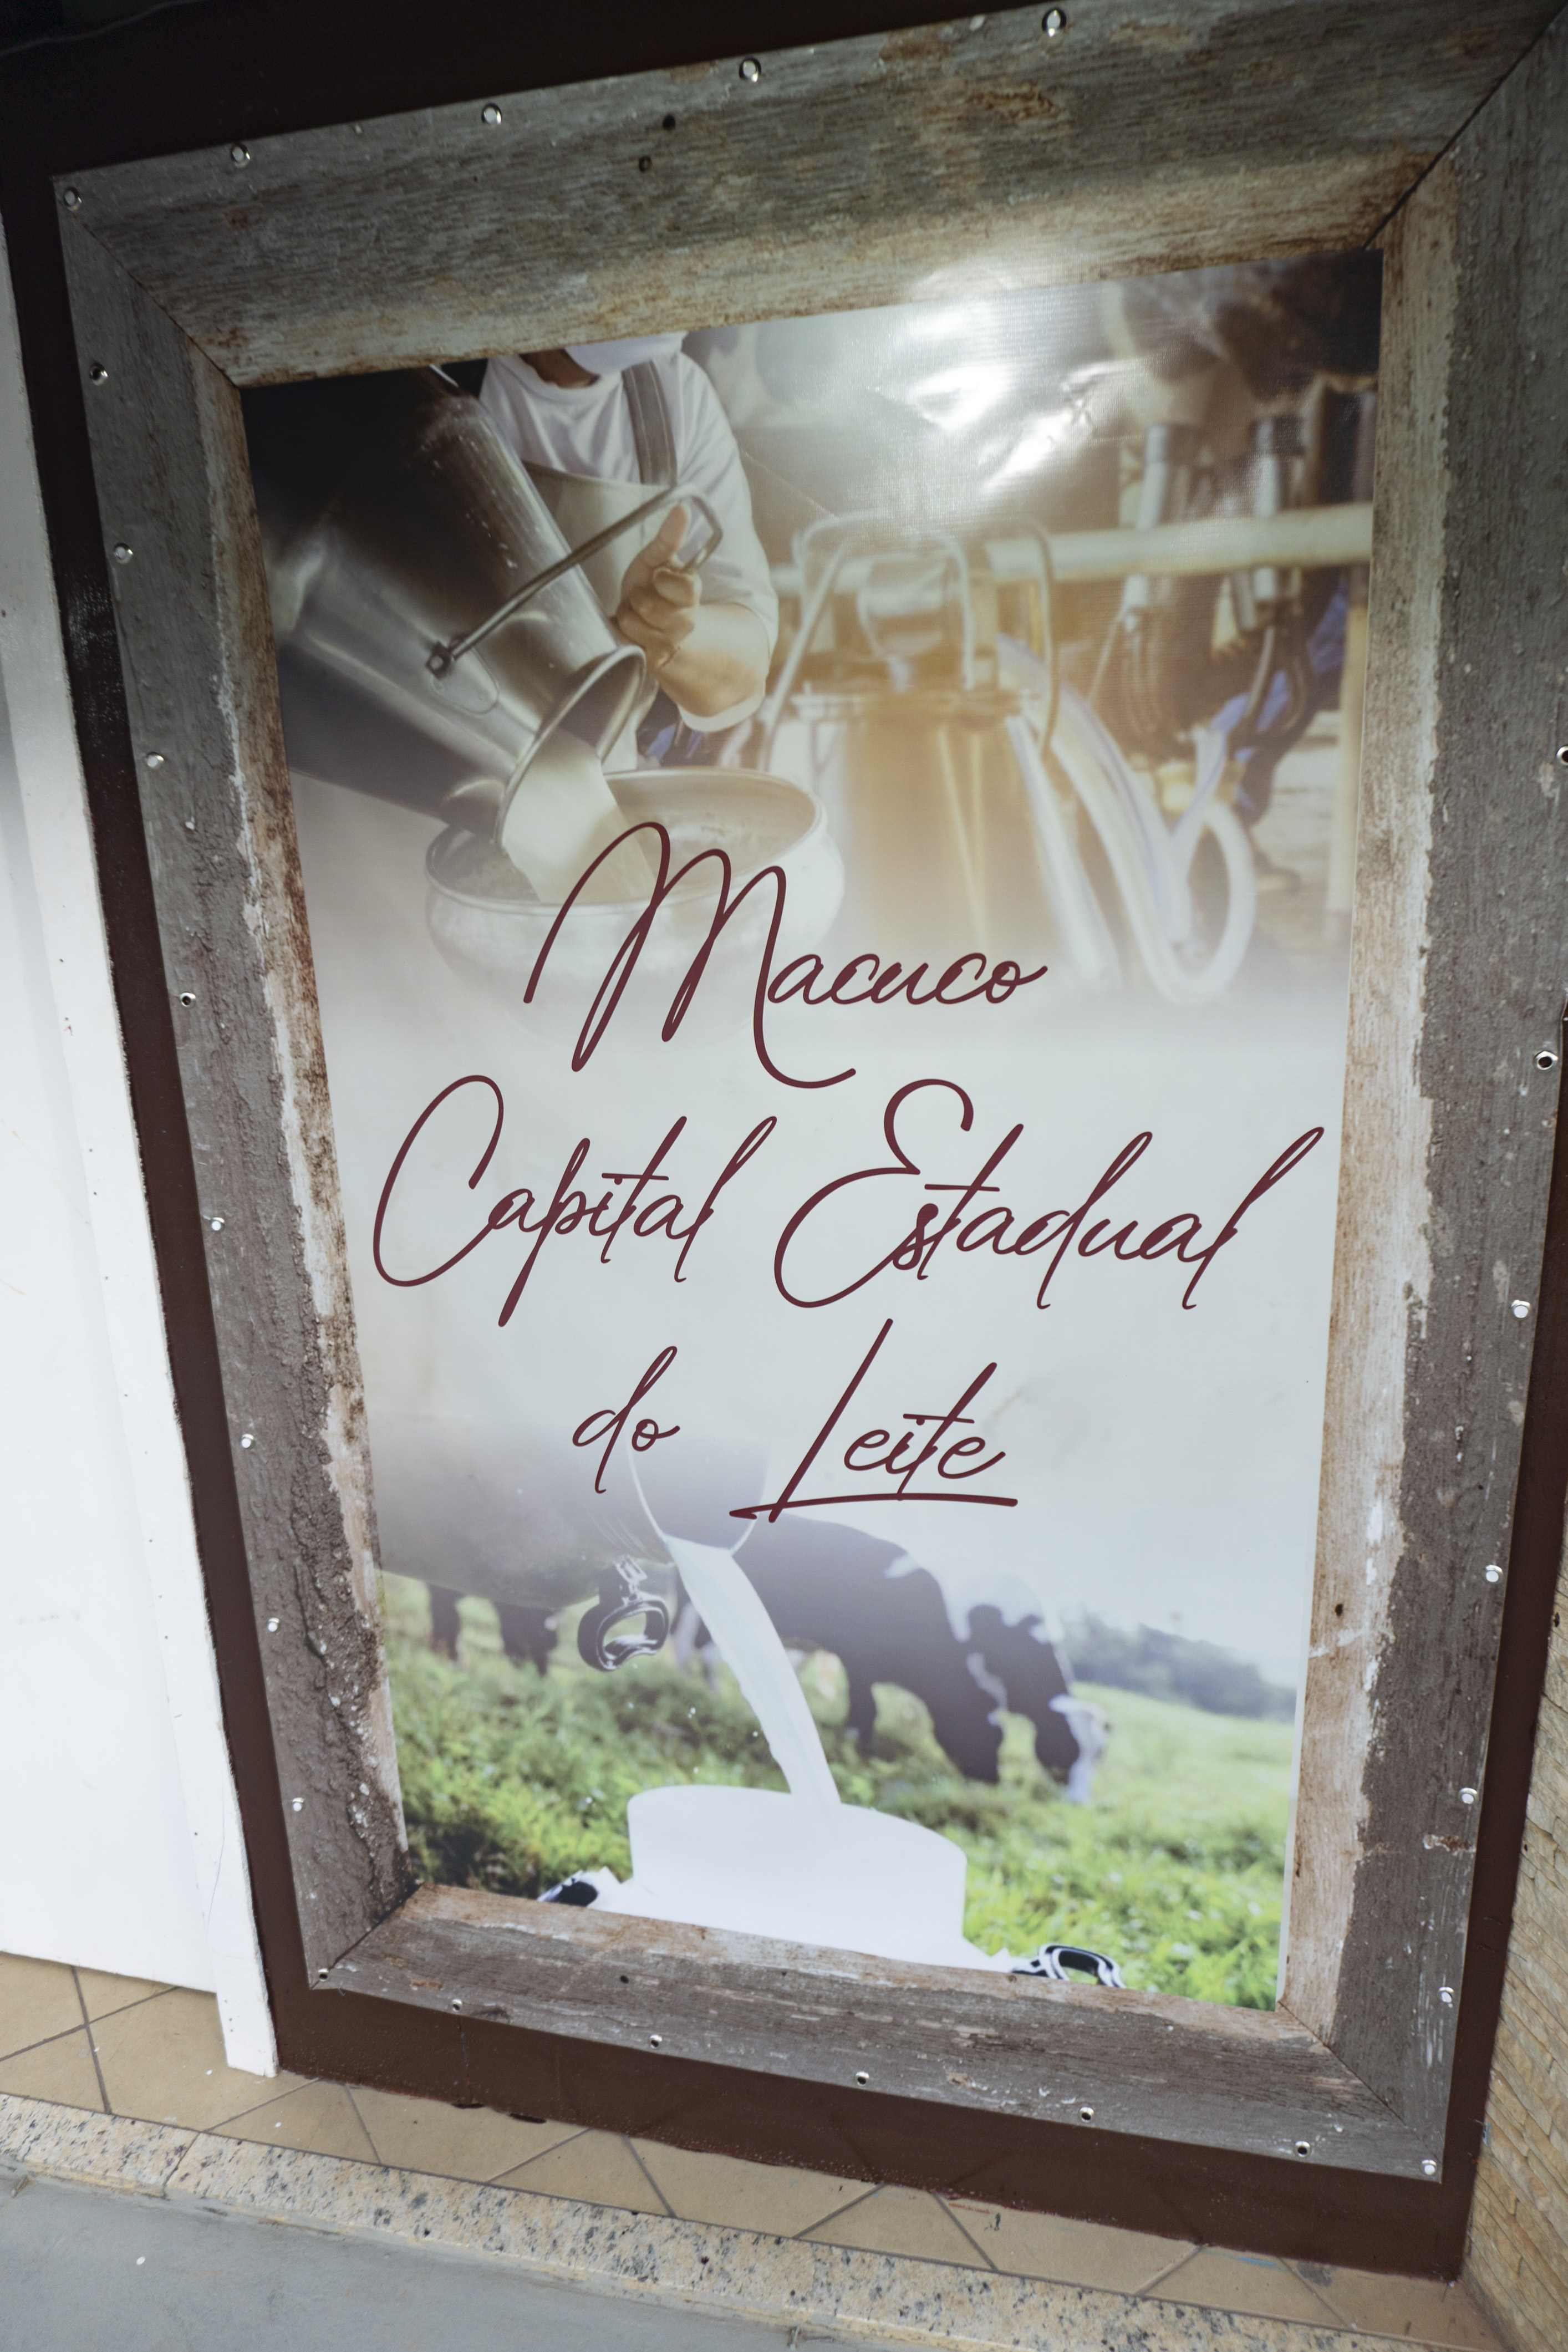 Macuco
Capital Estadual
do Leite